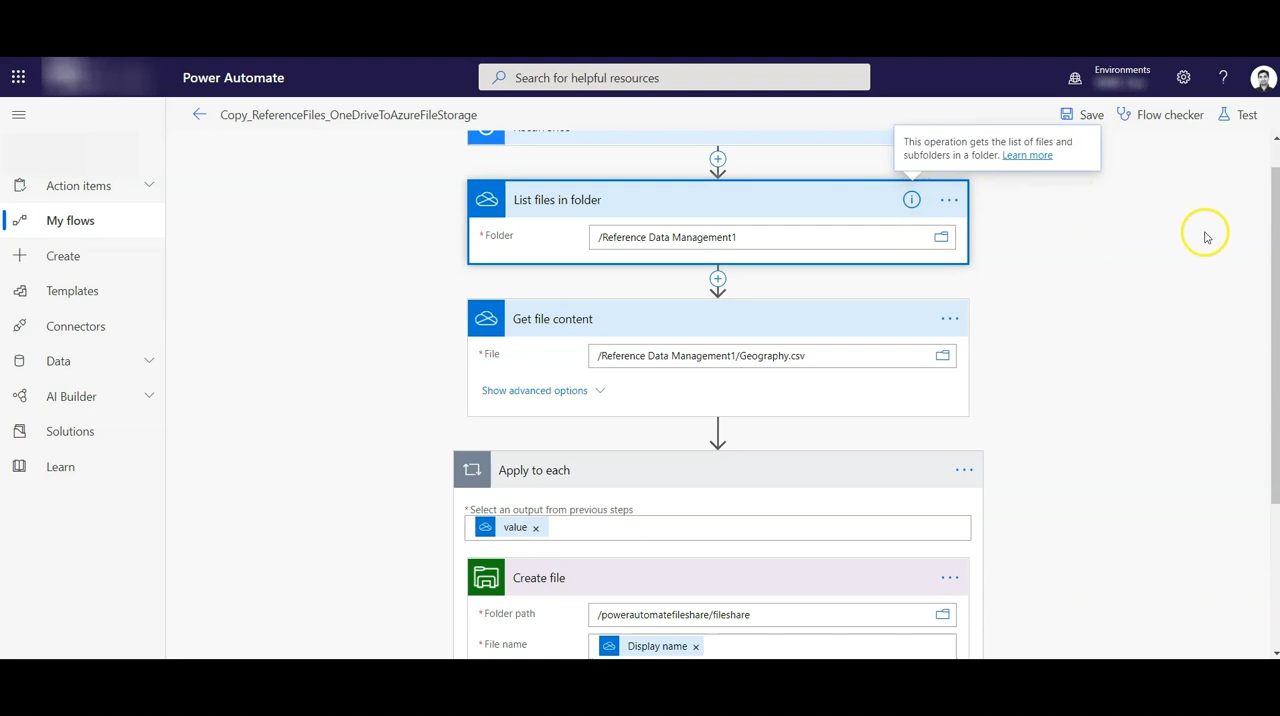 Power Automate
Search for helpful resources
Environments
?
Copy_ReferenceFiles_OneDriveToAzureFileStorage
Save
Flow checker
Test
Action items
My flows
Create
Templates
Connectors
Data
AI Builder
Solutions
Learn
This operation gets the list of files and
subfolders in a folder. Learn more
List files in folder
* Folder
/Reference Data Management1
Get file content
* File
/Reference Data Management1/Geography.csv
Show advanced options
Apply to each
* Select an output from previous steps
value ×
Create file
* Folder path
/powerautomatefileshare/fileshare
* File name
Display name ×